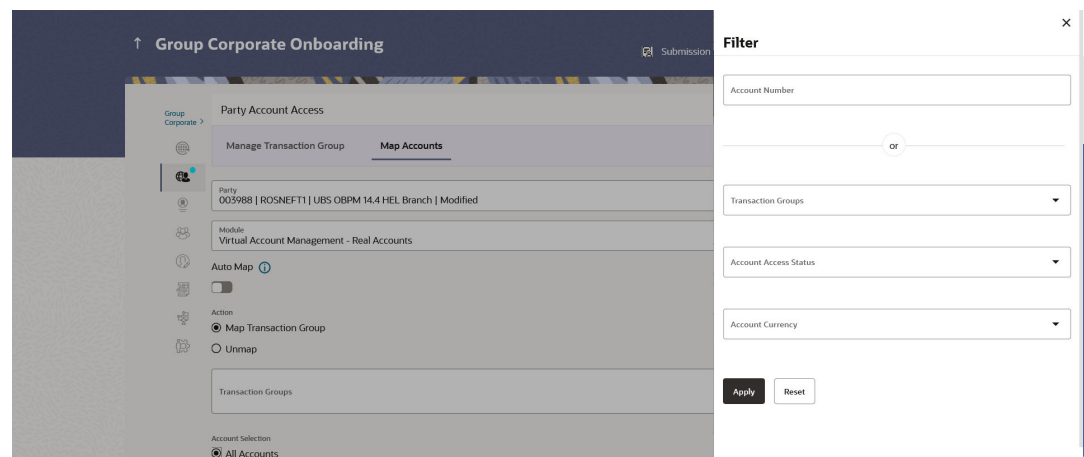 Group Corporate Onboarding
Submission
Group
Corporate >
Party Account Access
Manage Transaction Group Map Accounts
Party
003988 | ROSNEFT1 | UBS OBPM 14.4 HEL Branch | Modified
Module
Virtual Account Management - Real Accounts
Auto Map
Action
Map Transaction Group
Unmap
Transaction Groups
Account Selection
All Accounts
Filter
Account Number
or
Transaction Groups
Account Access Status
Account Currency
Apply Reset